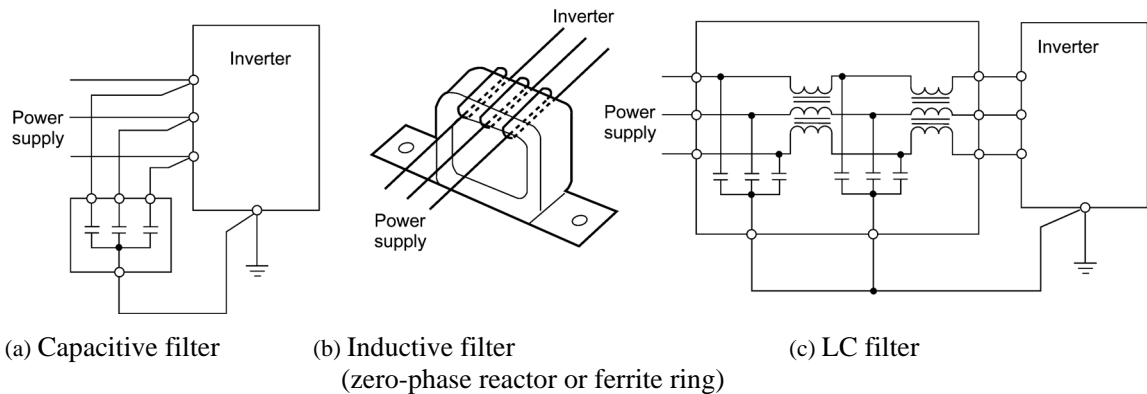 Inverter
Power
supply
(a) Capacitive filter
Inverter
Power
supply
(b) Inductive filter
(zero-phase reactor or ferrite ring)
Inverter
Power
supply
(c) LC filter